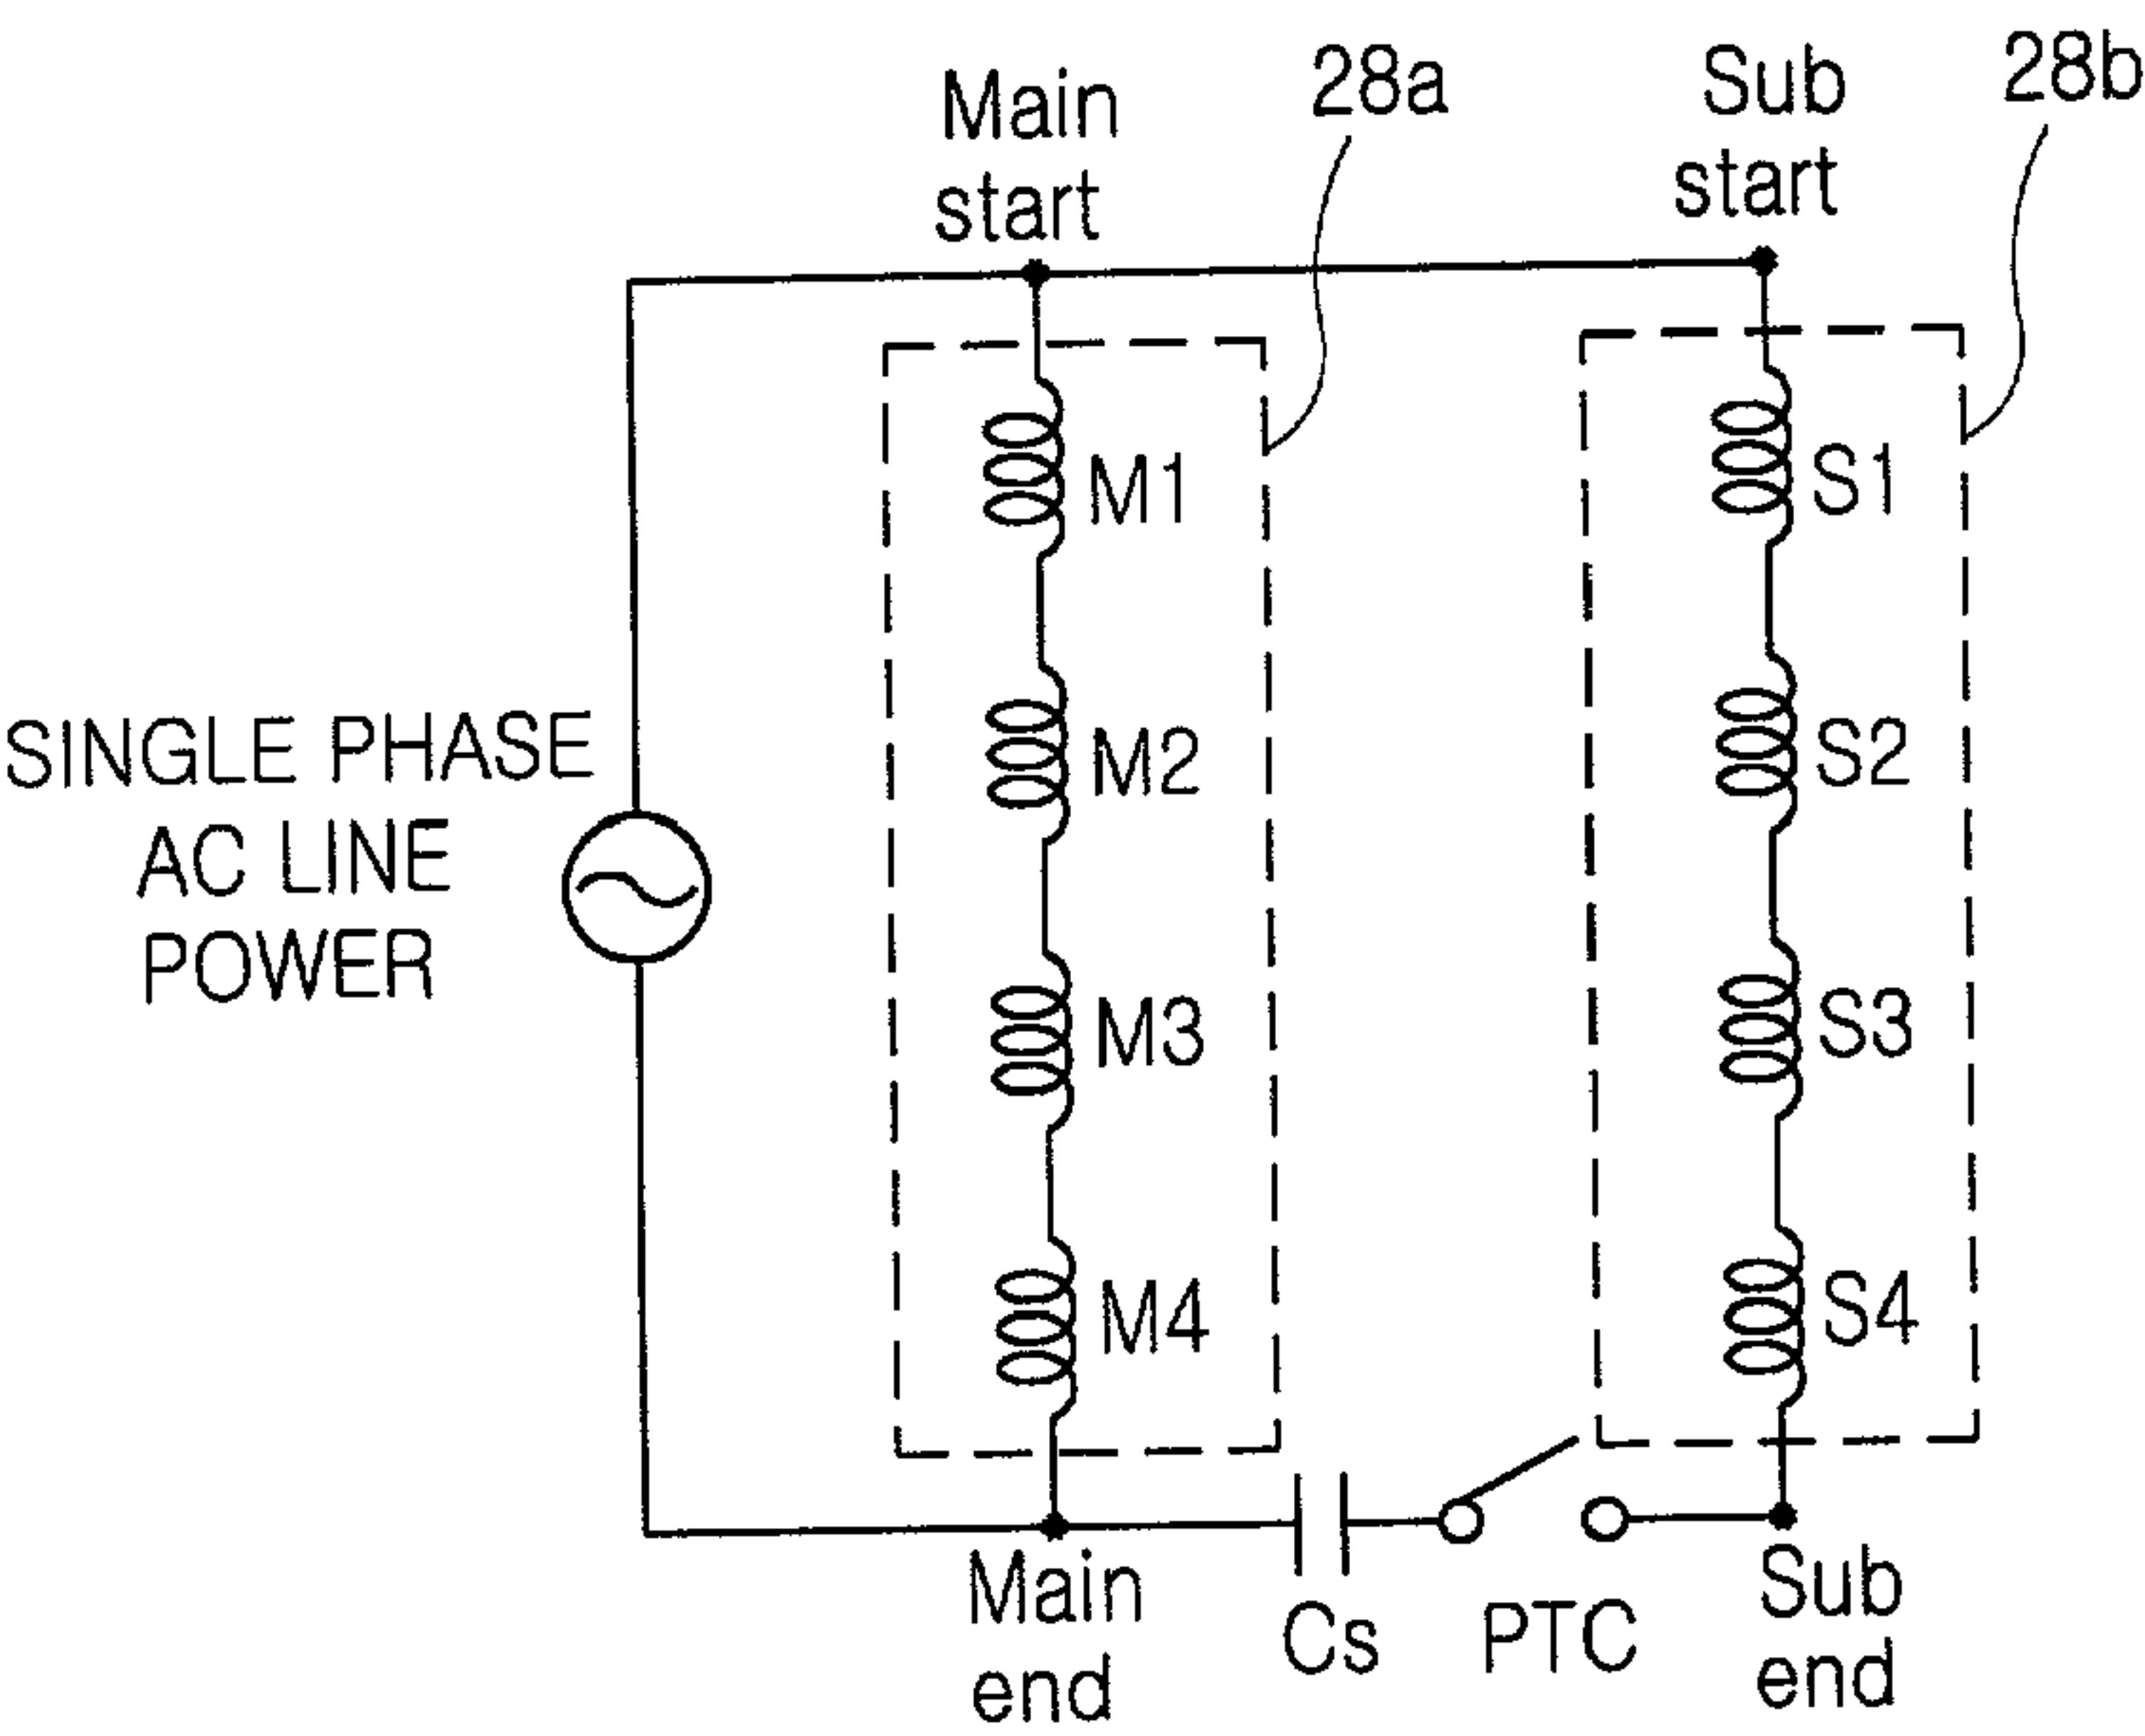 Main
start
28a
Sub
start
28b
M1
S1
M2
S2
SINGLE PHASE
AC LINE
POWER
M3
S3
M4
S4
Main
end
Cs
PTC
Sub
end